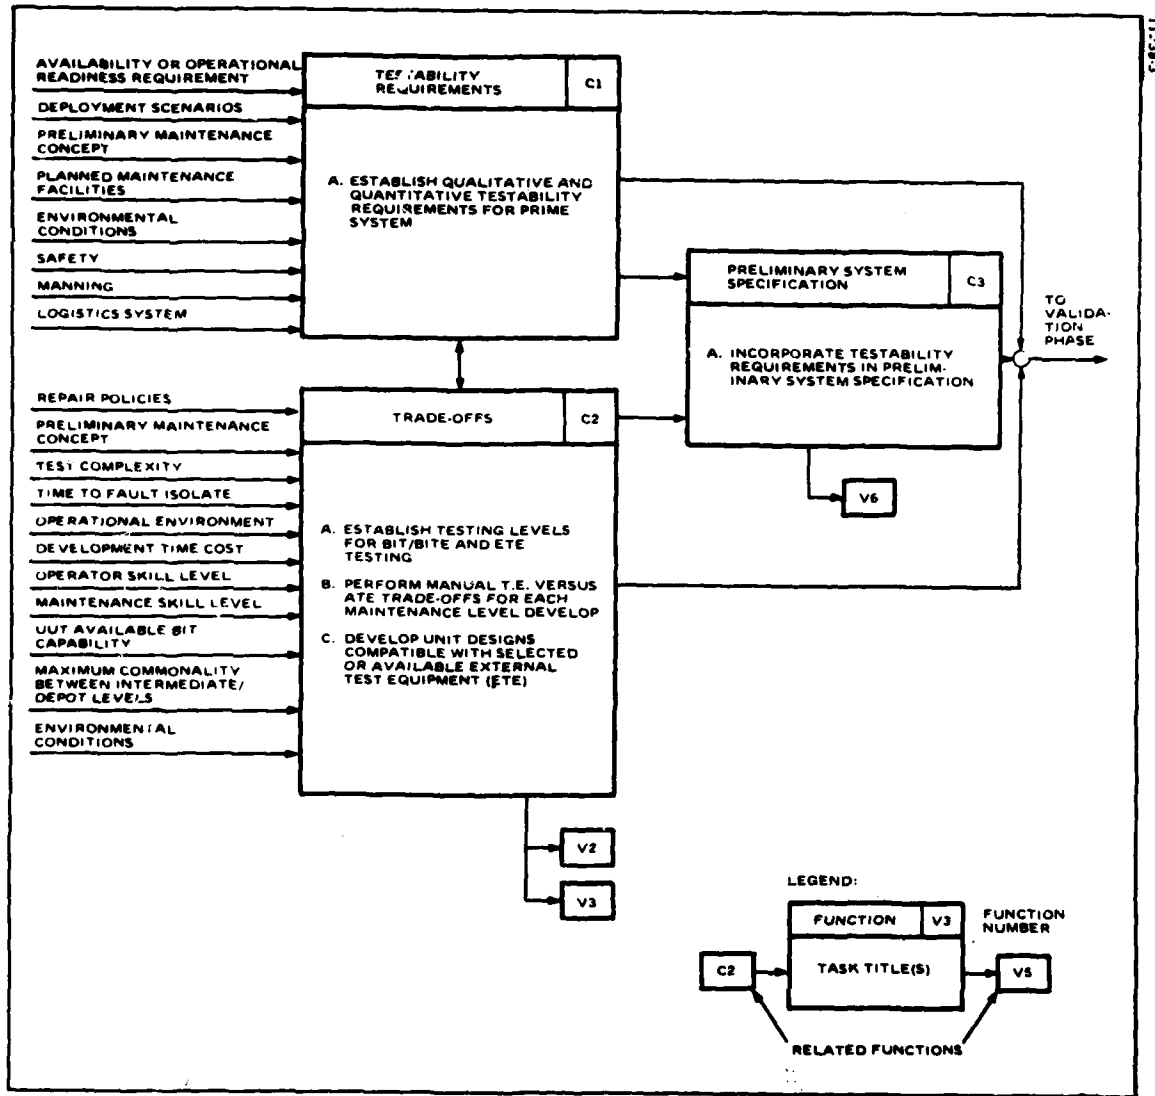 AVAILABILITY OR OPERATIONAL
READINESS REQUIREMENT
DEPLOYMENT SCENARIOS
PRELIMINARY MAINTENANCE
CONCEPT
PLANNED MAINTENANCE
FACILITIES
ENVIRONMENTAL
CONDITIONS
SAFETY
MANNING
LOGISTICS SYSTEM
TESTABILITY
REQUIREMENTS
C1
A. ESTABLISH QUALITATIVE AND
QUANTITATIVE TESTABILITY
REQUIREMENTS FOR PRIME
SYSTEM
PRELIMINARY SYSTEM
SPECIFICATION
C3
A. INCORPORATE TESTABILITY
REQUIREMENTS IN PRELIM-
INARY SYSTEM SPECIFICATION
TO
VALIDA-
TION
PHASE
V6
REPAIR POLICIES
PRELIMINARY MAINTENANCE
CONCEPT
TEST COMPLEXITY
TIME TO FAULT ISOLATE
OPERATIONAL ENVIRONMENT
DEVELOPMENT TIME COST
OPERATOR SKILL LEVEL
MAINTENANCE SKILL LEVEL
UUT AVAILABLE BIT
CAPABILITY
MAXIMUM COMMONALITY
BETWEEN INTERMEDIATE/
DEPOT LEVELS
ENVIRONMENTAL
CONDITIONS
TRADE-OFFS
C2
A. ESTABLISH TESTING LEVELS
FOR BIT/BITE AND ETE
TESTING
B. PERFORM MANUAL T.E. VERSUS
ATE TRADE-OFFS FOR EACH
MAINTENANCE LEVEL DEVELOP
C. DEVELOP UNIT DESIGNS
COMPATIBLE WITH SELECTED
OR AVAILABLE EXTERNAL
TEST EQUIPMENT (ETE)
V2
V3
LEGEND:
FUNCTION
V3
FUNCTION
NUMBER
C2
TASK TITLE(S)
V5
RELATED FUNCTIONS